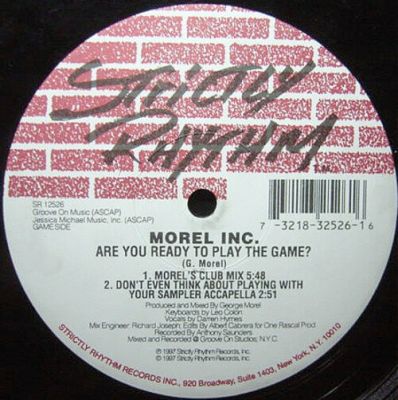 STRICTLY
RHYTHM
T.M.
SR 12526
Groove On Music (ASCAP)
Jessica Michael Music, Inc. (ASCAP)
GAME SIDE
7 -3218-32526-1 6
MOREL INC.
ARE YOU READY TO PLAY THE GAME?
(G. Morel)
1. MOREL'S CLUB MIX 5:48
2. DON'T EVEN THINK ABOUT PLAYING WITH
YOUR SAMPLER ACCAPELLA 2:51
Produced and Mixed by George Morel
Keyboards by Leo Colon
Vocals by Darren Hymes
Mix Engineer: Richard Joseph; Edits By Albert Cabrera for One Rascal Prod
Recorded by Anthony Saunders
Mixed and Recorded @ Groove On Studios; N.Y.C.
℗ 1997 Strictly Rhythm Records, Inc.
© 1997 Strictly Rhythm Records, Inc.
STRICTLY RHYTHM RECORDS INC., 920 Broadway, Suite 1403, New York, N.Y. 10010